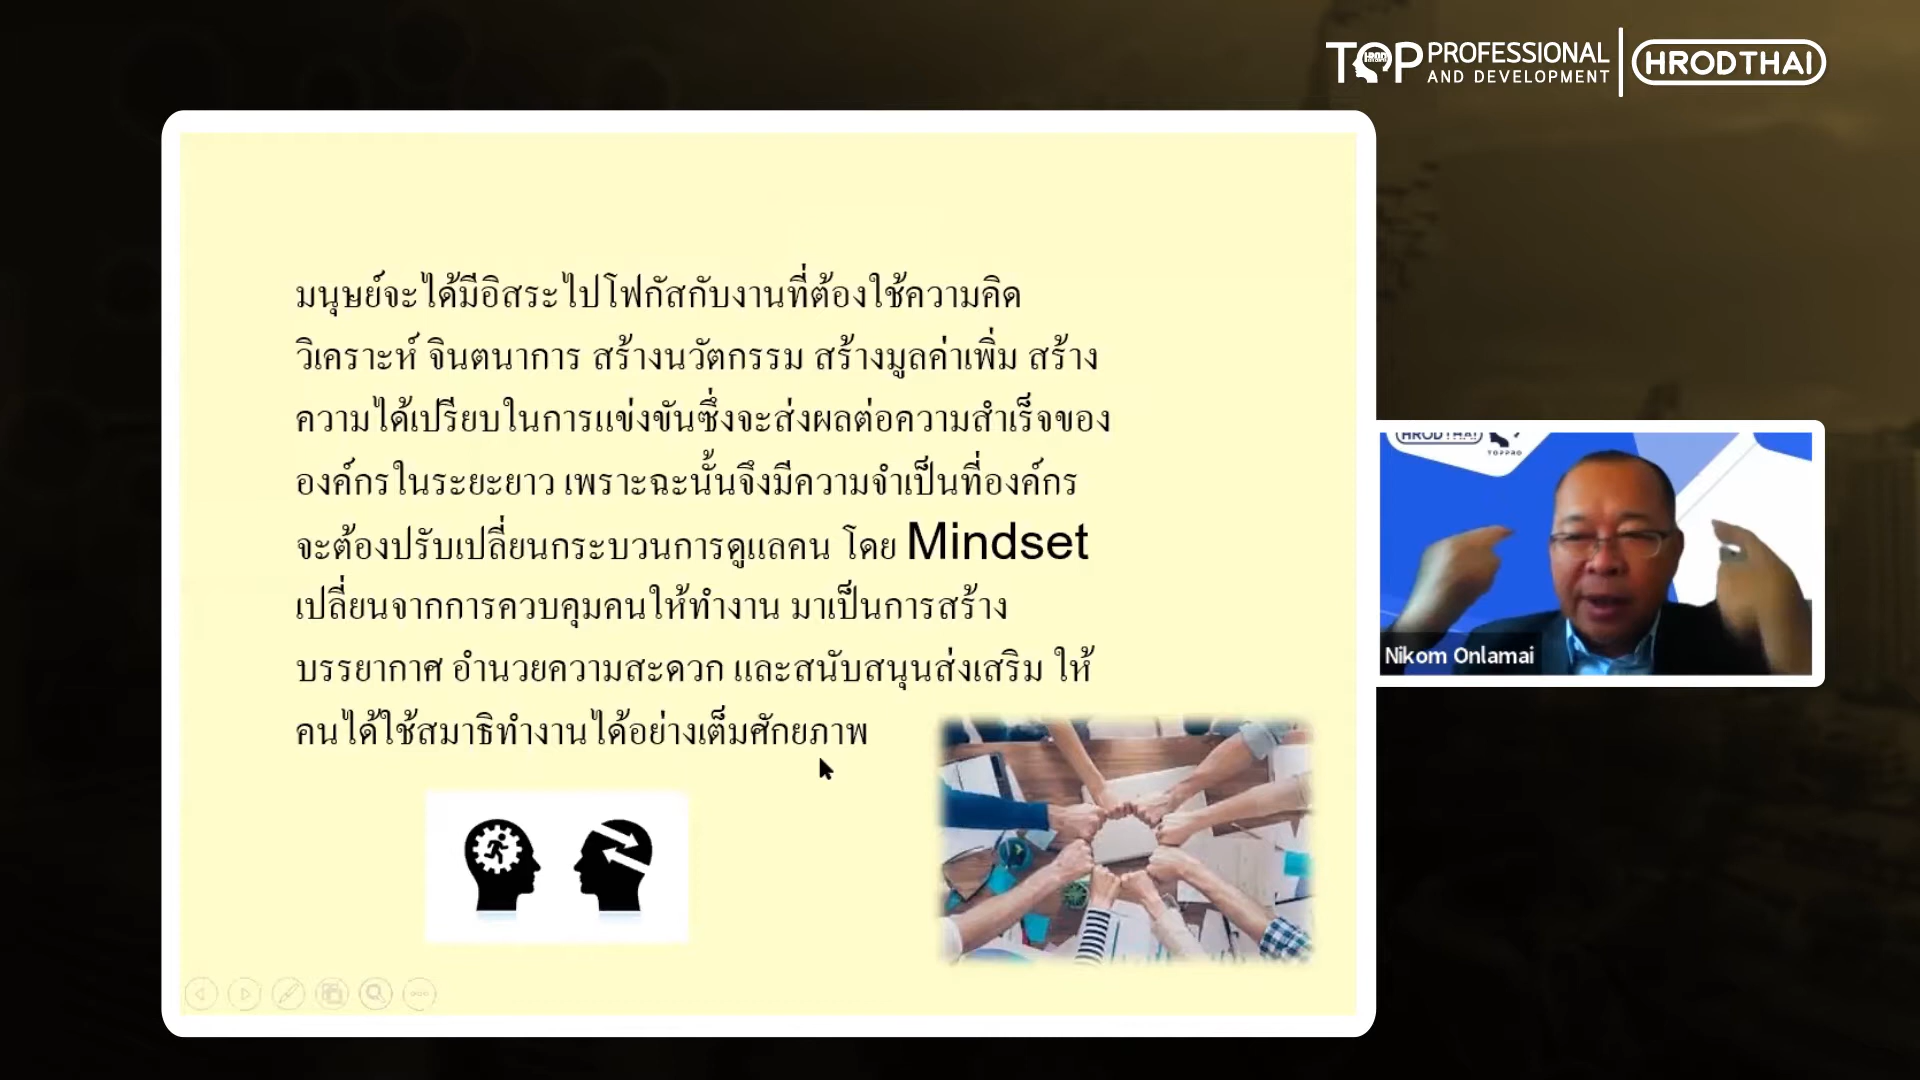 TOP PROFESSIONAL AND DEVELOPMENT
HRODTHAI
มนุษย์จะได้มีอิสระไปโฟกัสกับงานที่ต้องใช้ความคิด
วิเคราะห์ จินตนาการ สร้างนวัตกรรม สร้างมูลค่าเพิ่ม สร้าง
ความได้เปรียบในการแข่งขันซึ่งจะส่งผลต่อความสำเร็จของ
องค์กรในระยะยาว เพราะฉะนั้นจึงมีความจำเป็นที่องค์กร
จะต้องปรับเปลี่ยนกระบวนการดูแลคน โดย Mindset
เปลี่ยนจากการควบคุมคนให้ทำงาน มาเป็นการสร้าง
บรรยากาศ อำนวยความสะดวก และสนับสนุนส่งเสริม ให้
คนได้ใช้สมาธิทำงานได้อย่างเต็มศักยภาพ
HRODTHAI
TOPPRO
Nikom Onlamai